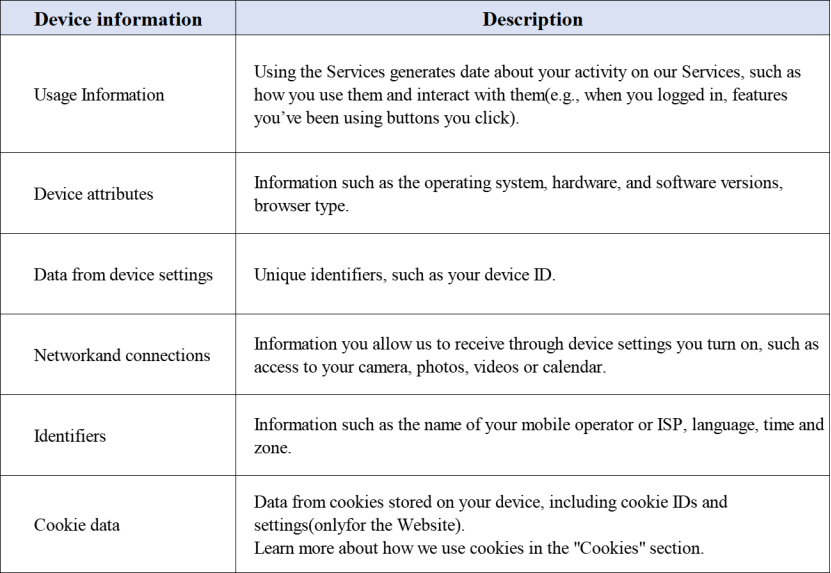 Device information Description
Usage Information
Using the Services generates date about your activity on our Services, such as
how you use them and interact with them(e.g., when you logged in, features
you’ve been using buttons you click).
Device attributes
Information such as the operating system, hardware, and software versions,
browser type.
Data from device settings
Unique identifiers, such as your device ID.
Networkand connections
Information you allow us to receive through device settings you turn on, such as
access to your camera, photos, videos or calendar.
Identifiers
Information such as the name of your mobile operator or ISP, language, time and
zone.
Cookie data
Data from cookies stored on your device, including cookie IDs and
settings(onlyfor the Website).
Learn more about how we use cookies in the "Cookies" section.